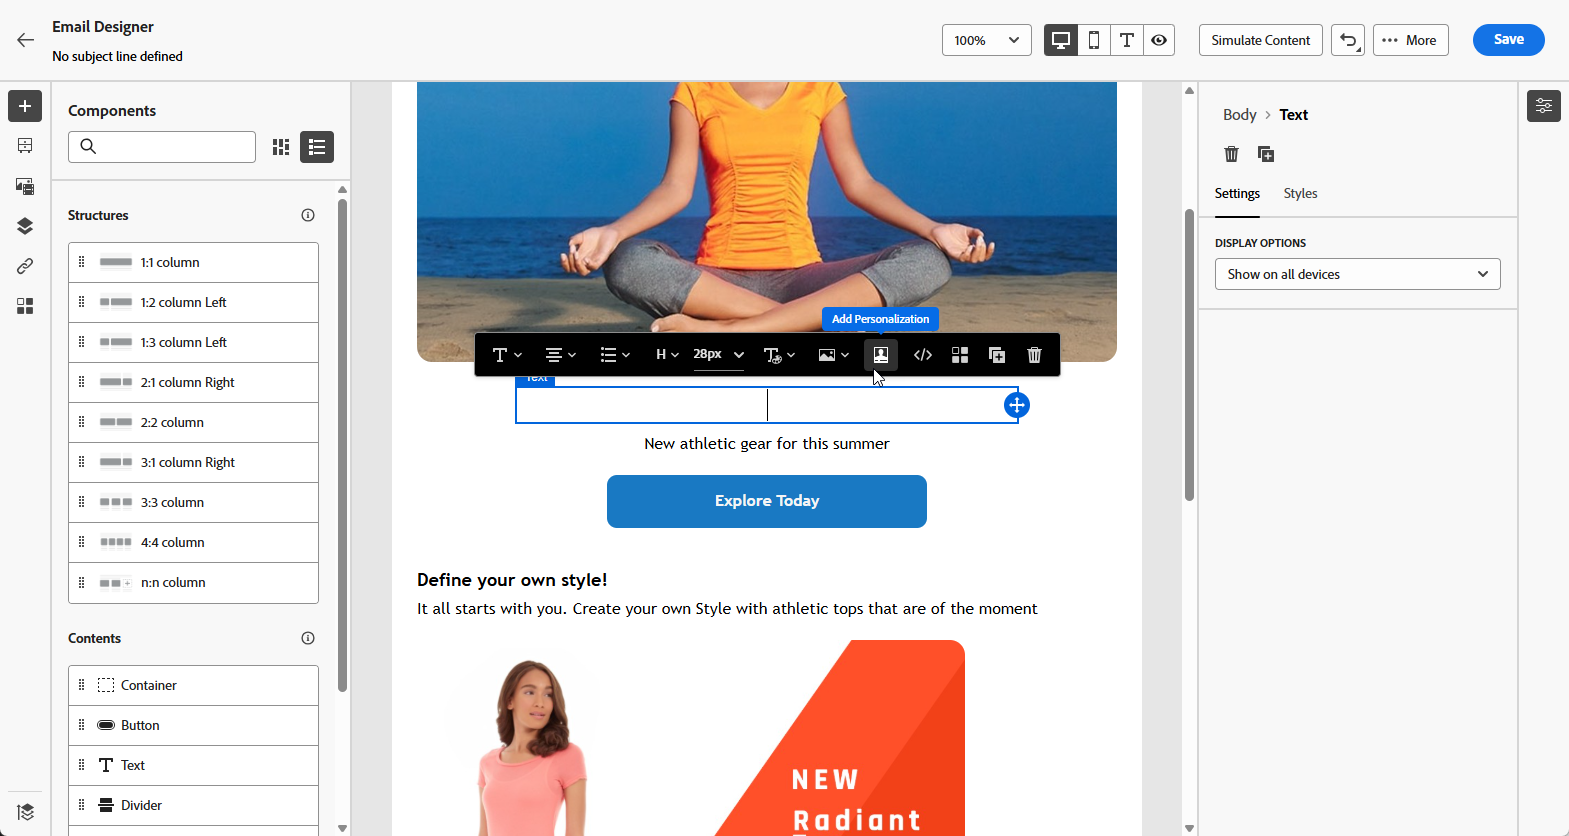 Email Designer
No subject line defined
100%
Simulate Content
More
Save
Components
Structures
1:1 column
1:2 column Left
1:3 column Left
2:1 column Right
2:2 column
3:1 column Right
3:3 column
4:4 column
n:n column
Contents
Container
Button
Text
Divider
Add Personalization
H
28px
Text
New athletic gear for this summer
Explore Today
Define your own style!
It all starts with you. Create your own Style with athletic tops that are of the moment
NEW
Radiant
Body > Text
Settings
Styles
DISPLAY OPTIONS
Show on all devices